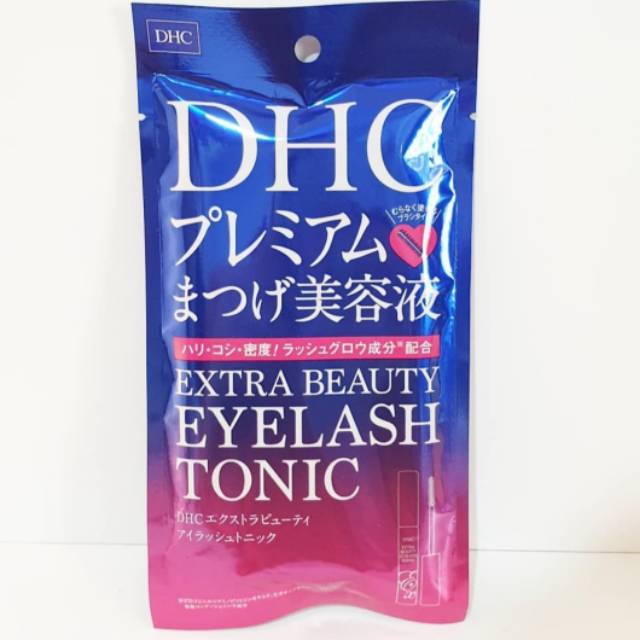 DHC
DHC
プレミアム
まつげ美容液
むらなく塗れる
ブラシタイプ
ハリ・コシ・密度!ラッシュグロウ成分※配合
EXTRA BEAUTY
EYELASH
TONIC
DHC エクストラビューティ
アイラッシュトニック
EXTRA
BEAUTY